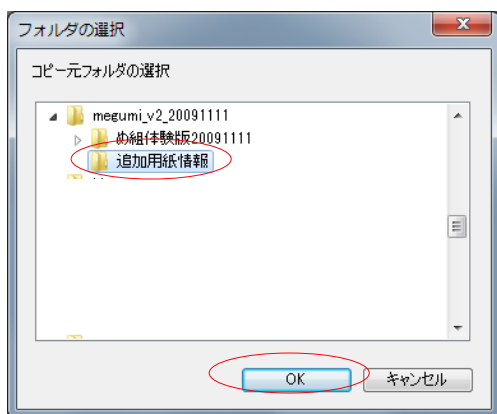 フォルダの選択
コピー元フォルダの選択
megumi_v2_20091111
め組体験版20091111
追加用紙情報
OK
キャンセル